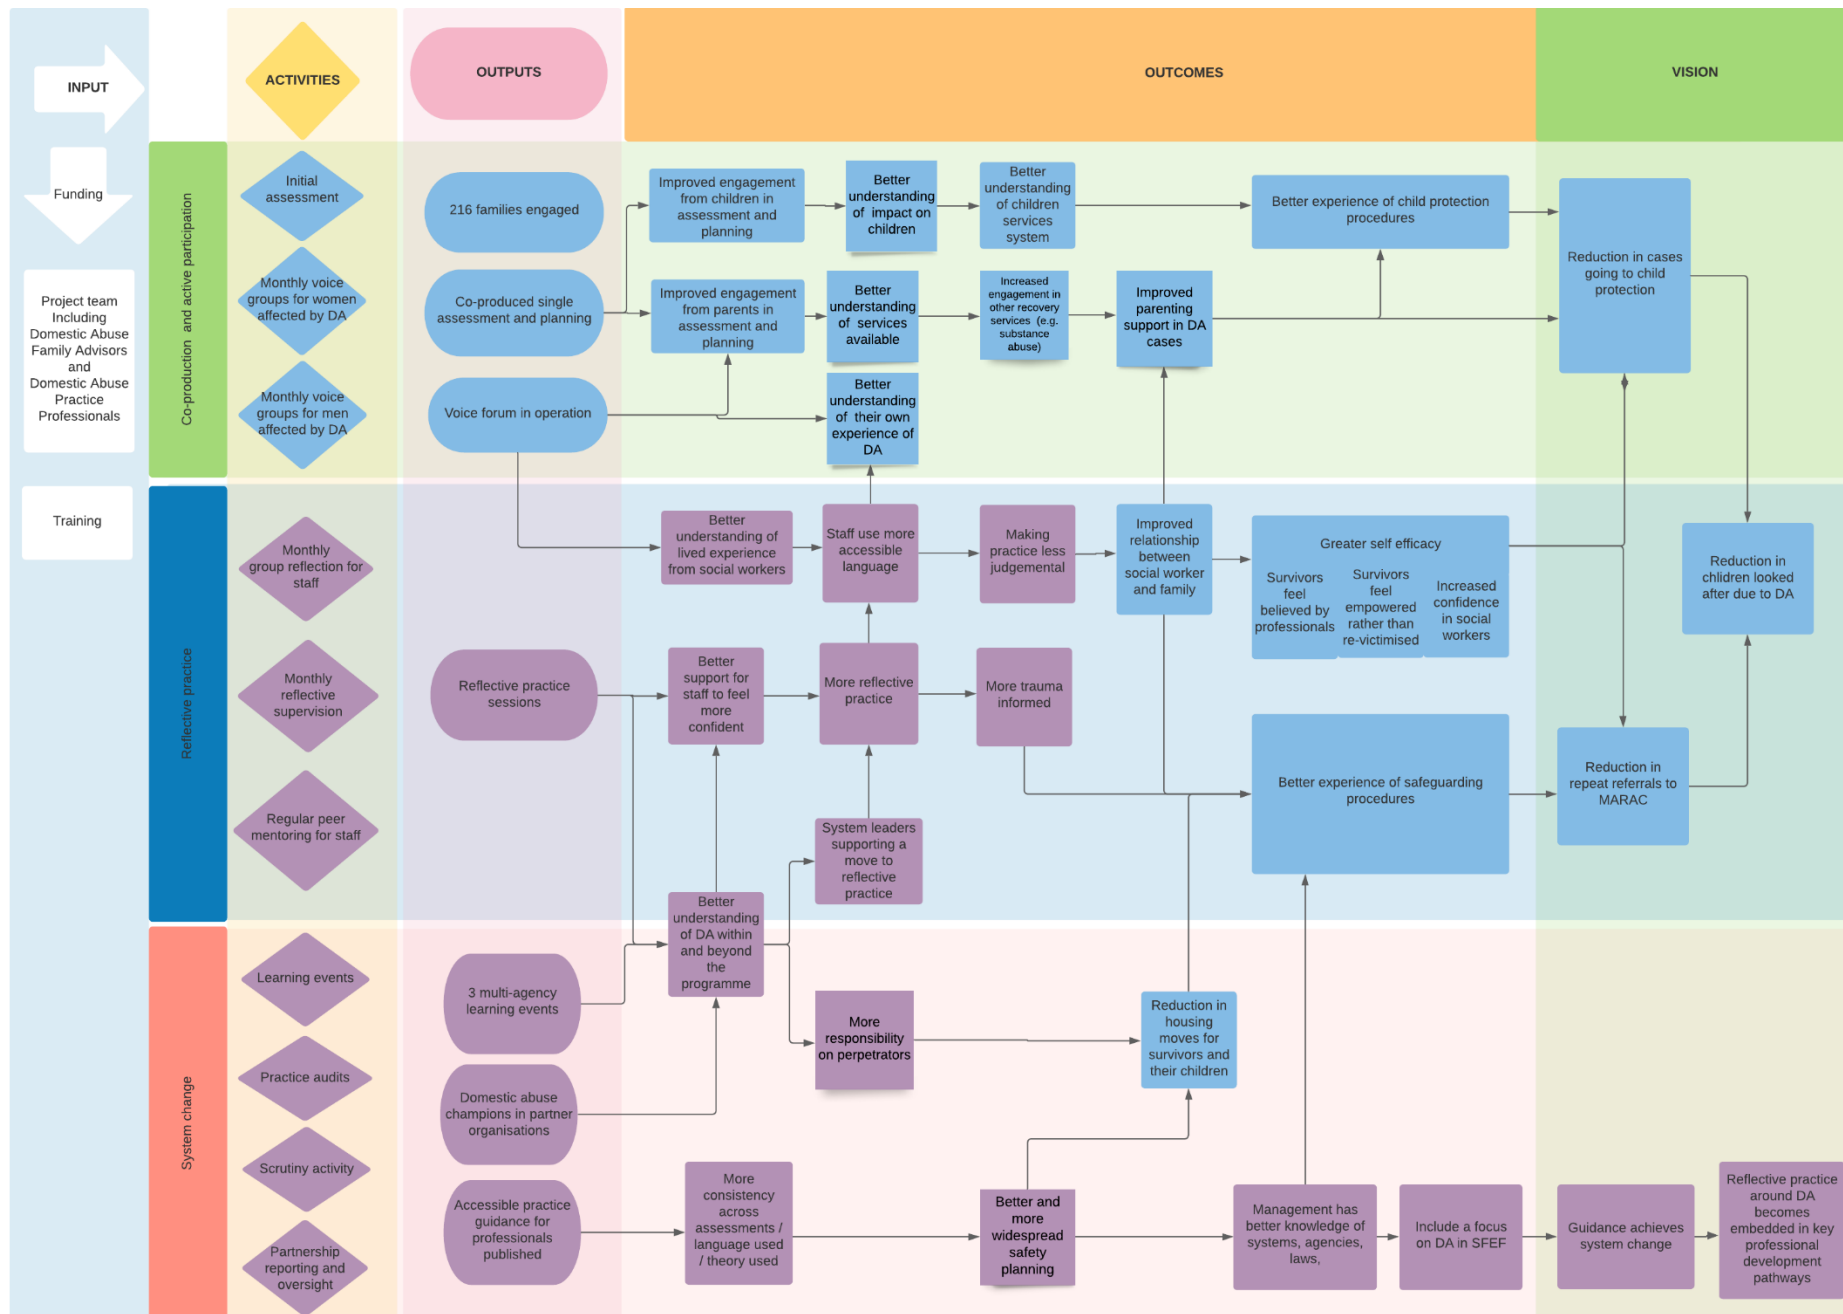 INPUT
ACTIVITIES
OUTPUTS
OUTCOMES
VISION
Funding
Project team
Including
Domestic Abuse
Family Advisors
and
Domestic Abuse
Practice
Professionals
Training
Co-production and active participation
Initial
assessment
Monthly voice
groups for women
affected by DA
Monthly voice
groups for men
affected by DA
216 families engaged
Co-produced single
assessment and planning
Voice forum in operation
Improved engagement
from children in
assessment and
planning
Better
understanding
of impact on
children
Better
understanding
of children
services
system
Better experience of child protection
procedures
Reduction in cases
going to child
protection
Improved engagement
from parents in
assessment and
planning
Better
understanding
of services
available
Increased
engagement in
other recovery
services (e.g.
substance
abuse)
Improved
parenting
support in DA
cases
Better
understanding
of their own
experience of
DA
Reflective practice
Monthly
group reflection for
staff
Monthly
reflective
supervision
Regular peer
mentoring for staff
Reflective practice
sessions
Better
understanding of
lived experience
from social workers
Staff use more
accessible
language
Making
practice less
judgemental
Improved
relationship
between
social worker
and family
Greater self efficacy
Survivors
feel
believed by
professionals
Survivors
feel
empowered
rather than
re-victimised
Increased
confidence
in social
workers
Reduction in
chlidren looked
after due to DA
Better
support for
staff to feel
more
confident
More reflective
practice
More trauma
informed
Better experience of safeguarding
procedures
Reduction in
repeat referrals to
MARAC
System leaders
supporting a
move to
reflective
practice
Better
understanding
of DA within
and beyond
the
programme
System change
Learning events
Practice audits
Scrutiny activity
Partnership
reporting and
oversight
3 multi-agency
learning events
Domestic abuse
champions in partner
organisations
Accessible practice
guidance for
professionals
published
More
responsibility
on perpetrators
Reduction in
housing
moves for
survivors and
their children
More
consistency
across
assessments /
language used
/ theory used
Better and
more
widespread
safety
planning
Management has
better knowledge of
systems, agencies,
laws,
Include a focus
on DA in SFEF
Guidance achieves
system change
Reflective practice
around DA
becomes
embedded in key
professional
development
pathways